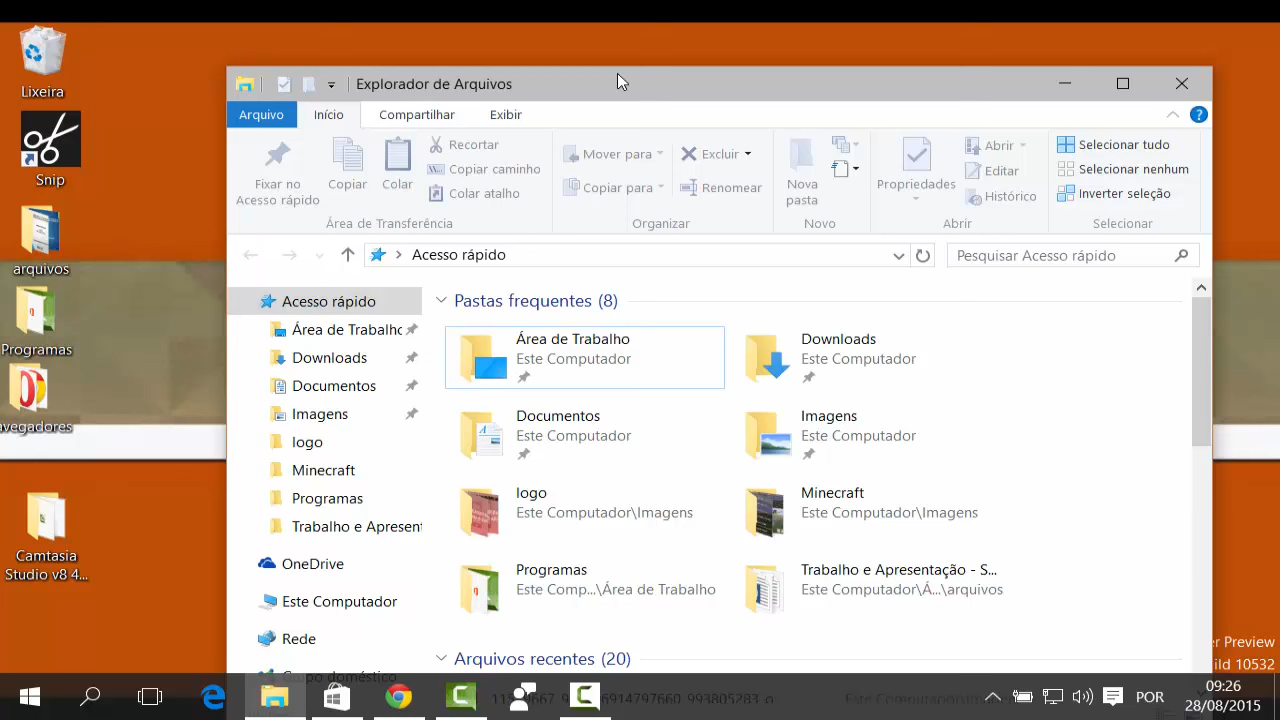 Lixeira
Snip
arquivos
Programas
avegadores
Camtasia
Studio v8 4...
Explorador de Arquivos
Arquivo
Início
Compartilhar
Exibir
Fixar no
Acesso rápido
Copiar
Colar
Recortar
Copiar caminho
Colar atalho
Área de Transferência
Mover para
Copiar para
Excluir
Renomear
Organizar
Nova
pasta
Novo
Propriedades
Abrir
Editar
Histórico
Abrir
Selecionar tudo
Selecionar nenhum
Inverter seleção
Selecionar
Acesso rápido
Pesquisar Acesso rápido
Acesso rápido
Área de Trabalho
Downloads
Documentos
Imagens
logo
Minecraft
Programas
Trabalho e Apresent
OneDrive
Este Computador
Rede
Grupo doméstico
Pastas frequentes (8)
Área de Trabalho
Este Computador
Downloads
Este Computador
Documentos
Este Computador
Imagens
Este Computador
logo
Este Computador\Imagens
Minecraft
Este Computador\Imagens
Programas
Este Comp...\Área de Trabalho
Trabalho e Apresentação - S...
Este Computador\Á...\arquivos
Arquivos recentes (20)
er Preview
ild 10532
POR
09:26
28/08/2015